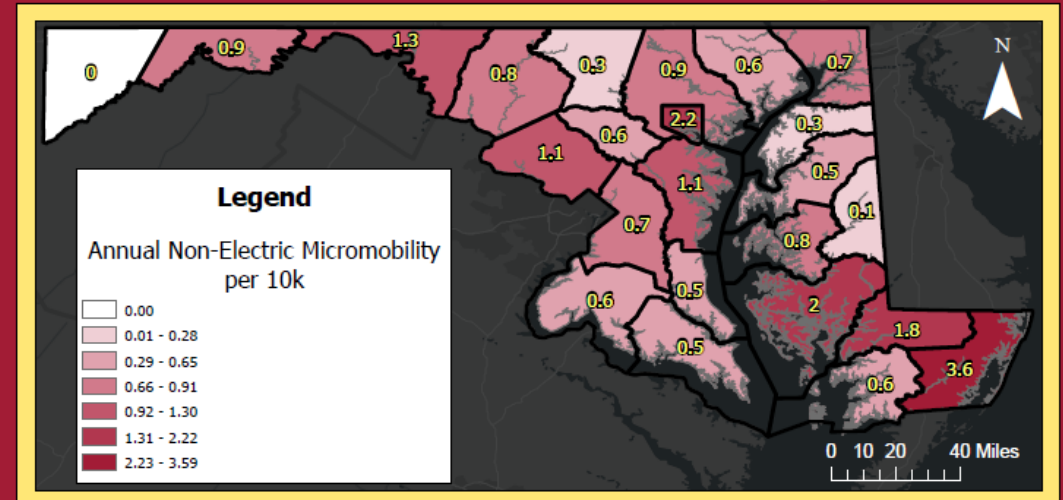 0
0.9
1.3
0.8
0.3
0.9
0.6
0.7
N
2.2
0.3
0.6
1.1
1.1
0.5
0.1
0.7
0.8
0.6
0.5
2
0.5
1.8
0.6
3.6
Legend
Annual Non-Electric Micromobility
per 10k
0.00
0.01 - 0.28
0.29 - 0.65
0.66 - 0.91
0.92 - 1.30
1.31 - 2.22
2.23 - 3.59
0 10 20 40 Miles